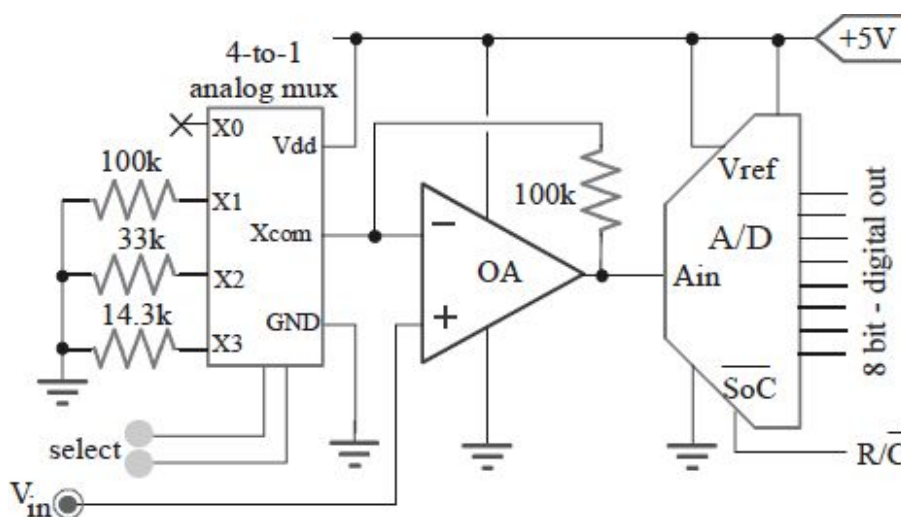 4-to-1
analog mux
+5V
X0
Vdd
100k
X1
Xcom
33k
X2
14.3k
GND
X3
select
Vin
100k
OA
Vref
A/D
Ain
SoC
8 bit - digital out